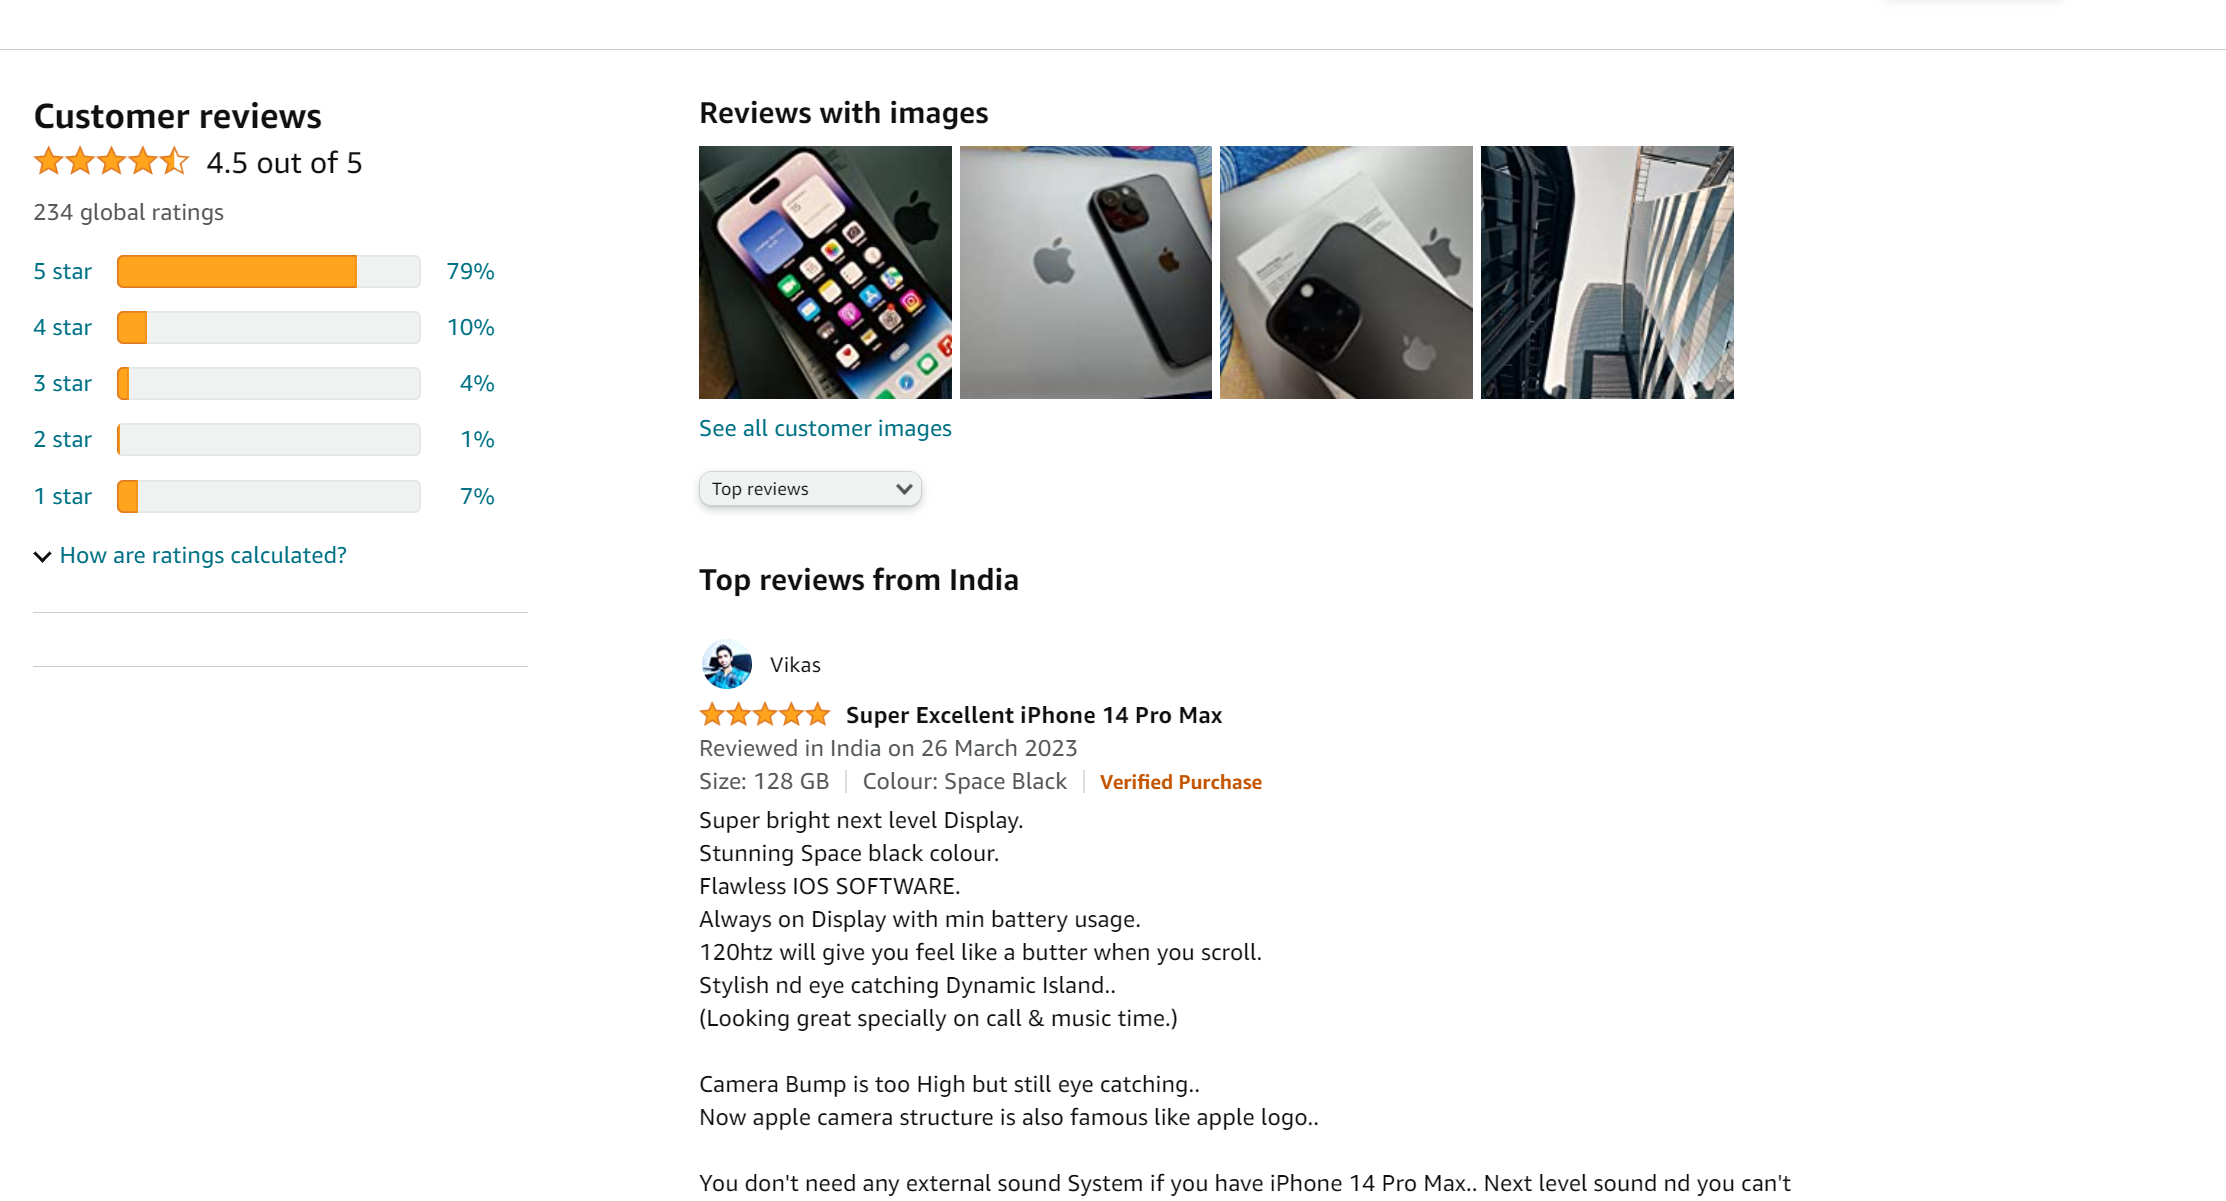 Customer reviews
4.5 out of 5
234 global ratings
5 star 79%
4 star 10%
3 star 4%
2 star 1%
1 star 7%
How are ratings calculated?
Reviews with images
See all customer images
Top reviews
Top reviews from India
Vikas
Super Excellent iPhone 14 Pro Max
Reviewed in India on 26 March 2023
Size: 128 GB | Colour: Space Black | Verified Purchase
Super bright next level Display.
Stunning Space black colour.
Flawless IOS SOFTWARE.
Always on Display with min battery usage.
120htz will give you feel like a butter when you scroll.
Stylish nd eye catching Dynamic Island..
(Looking great specially on call & music time.)
Camera Bump is too High but still eye catching..
Now apple camera structure is also famous like apple logo..
You don't need any external sound System if you have iPhone 14 Pro Max.. Next level sound nd you can't